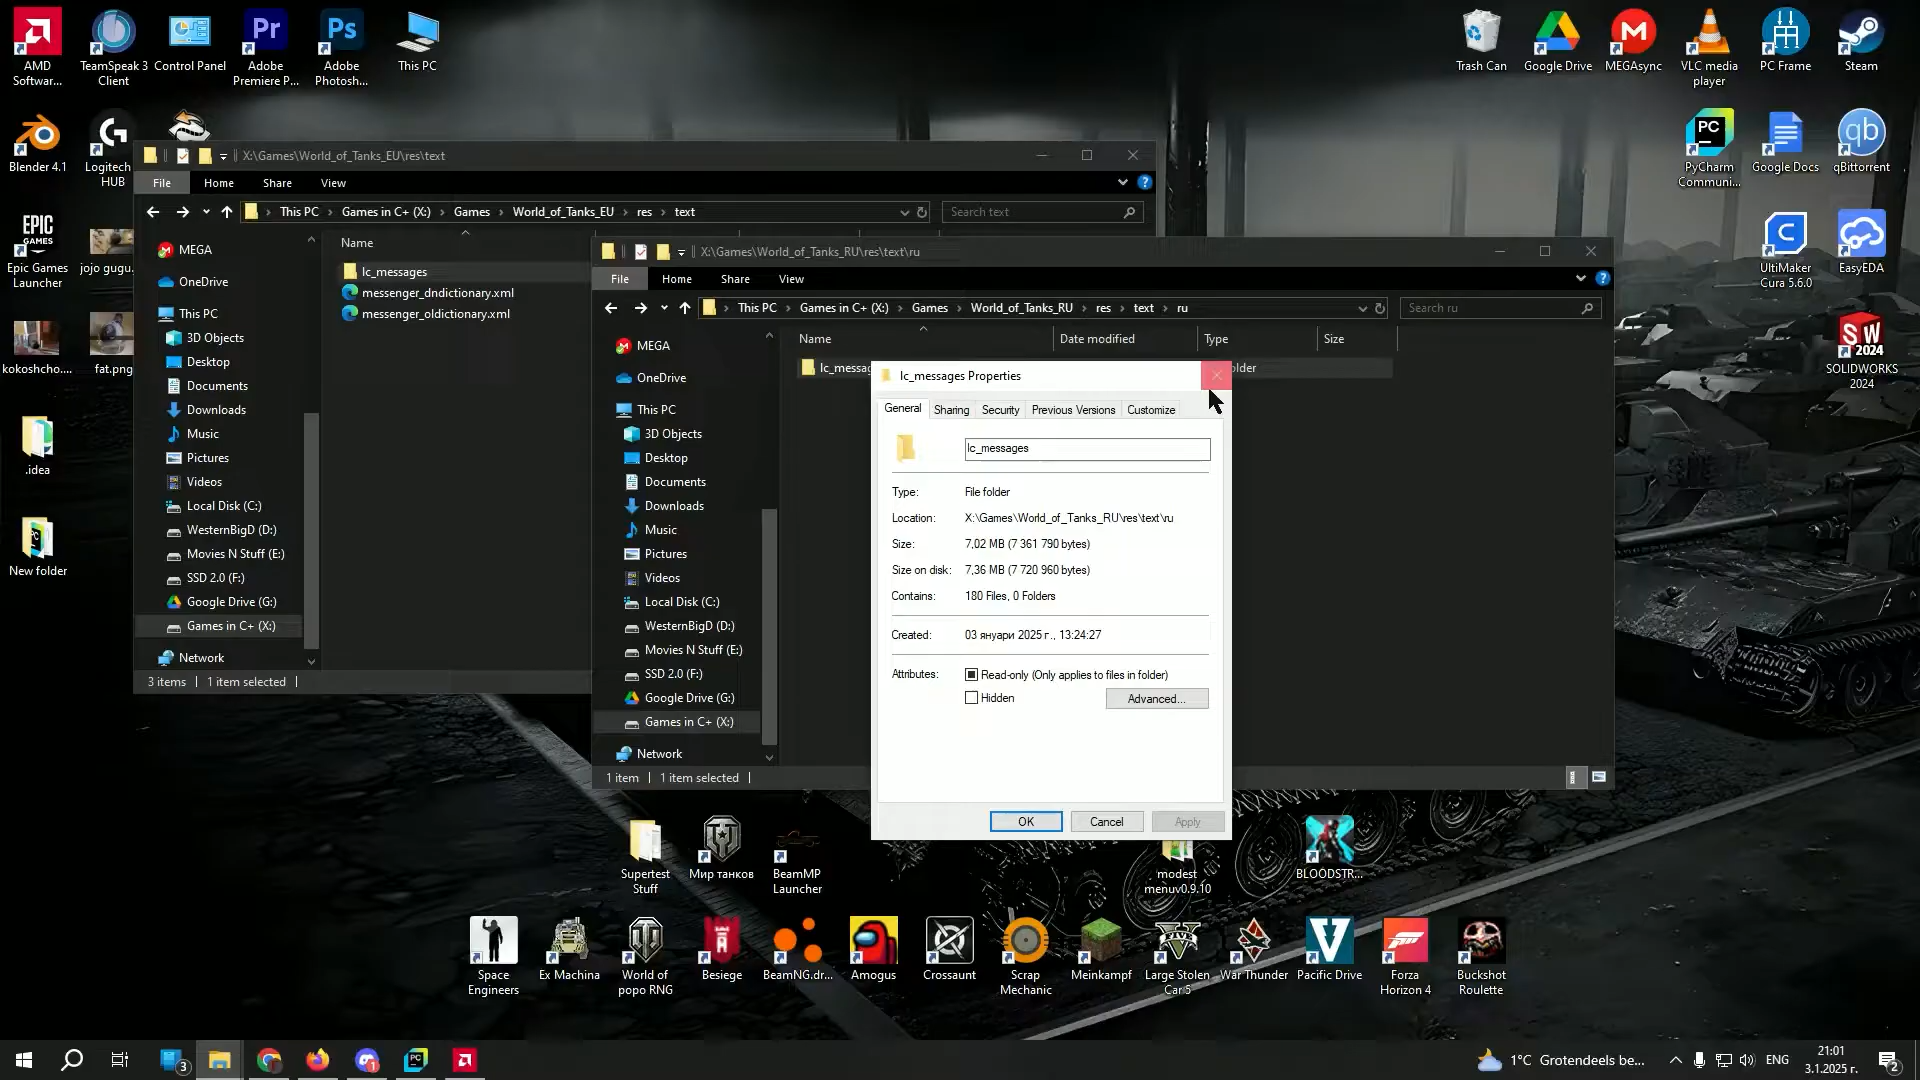 AMD
Softwar...
TeamSpeak 3
Client
Control Panel
Pr
Adobe
Premiere P...
Ps
Adobe
Photosh...
This PC
Trash Can
Google Drive
MEGAsync
VLC media
player
PC Frame
Steam
Blender 4.1
Logitech G
HUB
PyCharm
Communi...
Google Docs
qBittorrent
EPIC
GAMES
Epic Games
Launcher
jojo gugu.
UltiMaker
Cura 5.6.0
EasyEDA
kokoshcho...
fat.png
SW
2024
SOLIDWORKS
2024
.idea
New folder
X:\Games\World_of_Tanks_EU\res\text
File
Home
Share
View
This PC
Games in C+ (X:)
Games
World_of_Tanks_EU
res
text
Search text
MEGA
OneDrive
This PC
3D Objects
Desktop
Documents
Downloads
Music
Pictures
Videos
Local Disk (C:)
WesternBigD (D:)
Movies N Stuff (E:)
SSD 2.0 (F:)
Google Drive (G:)
Games in C+ (X:)
Network
Name
lc_messages
messenger_dndictionary.xml
messenger_oldictionary.xml
3 items
1 item selected
X:\Games\World_of_Tanks_RU\res\text\ru
File
Home
Share
View
This PC
Games in C+ (X:)
Games
World_of_Tanks_RU
res
text
ru
Search ru
MEGA
OneDrive
This PC
3D Objects
Desktop
Documents
Downloads
Music
Pictures
Videos
Local Disk (C:)
WesternBigD (D:)
Movies N Stuff (E:)
SSD 2.0 (F:)
Google Drive (G:)
Games in C+ (X:)
Network
Name
Date modified
Type
Size
lc_messag
older
1 item
1 item selected
lc_messages Properties
General
Sharing
Security
Previous Versions
Customize
lc_messages
Type: File folder
Location: X:\Games\World_of_Tanks_RU\res\text\ru
Size: 7,02 MB (7 361 790 bytes)
Size on disk: 7,36 MB (7 720 960 bytes)
Contains: 180 Files, 0 Folders
Created: 03 януари 2025 г., 13:24:27
Attributes: Read-only (Only applies to files in folder)
Hidden
Advanced...
OK
Cancel
Apply
Supertest
Stuff
Мир танков
BeamMP
Launcher
modest
menuv0.9.10
BLOODSTR...
Space
Engineers
Ex Machina
World of
popo RNG
Besiege
BeamNG.dr...
Amogus
Crossaunt
Scrap
Mechanic
Meinkampf
Large Stolen
Car 5
War Thunder
Pacific Drive
Forza
Horizon 4
Buckshot
Roulette
3
1
1°C Grotendeels be...
ENG
21:01
3.1.2025 г.
2